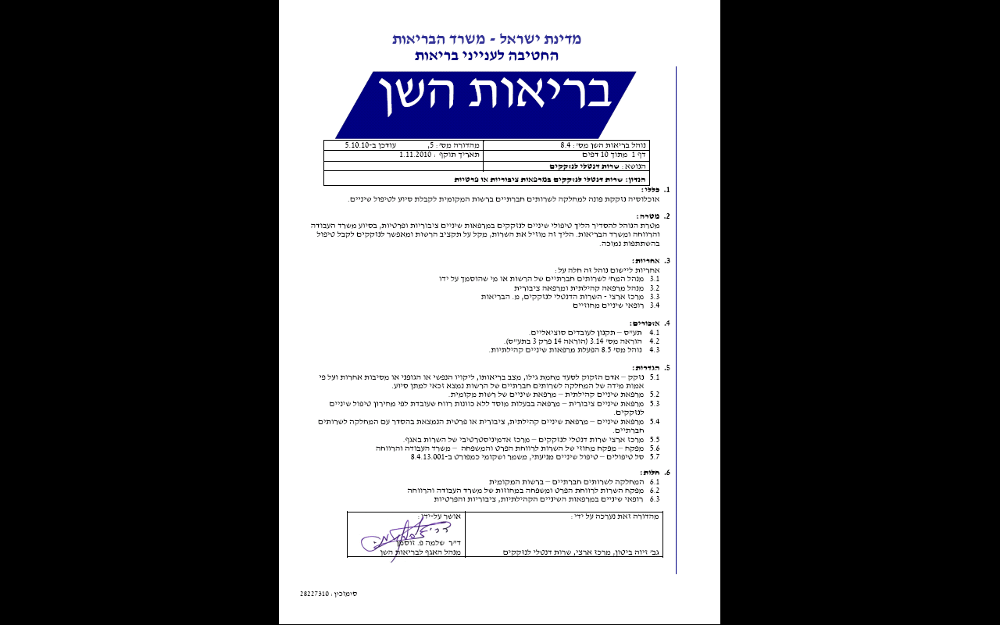 מדינת ישראל - משרד הבריאות
החטיבה לענייני בריאות
בריאות השן
נוהל בריאות השן מס׳: 8.4
מהדורה מס׳: 5, עודכן ב-5.10.10
דף 1 מתוך 10 דפים
תאריך תוקף: 1.11.2010
הנושא: שרות דנטלי לנזקקים
הנדון: שרות דנטלי לנזקקים במרפאות ציבוריות או פרטיות
1. כללי:
אוכלוסיה נזקקת פונה למחלקה לשרותים חברתיים ברשות המקומית לקבלת סיוע לטיפול שיניים.
2. מטרה:
מטרת הנוהל להסדיר הליך טיפולי שיניים לנזקקים במרפאות שיניים ציבוריות ופרטיות, בסיוע משרד העבודה
והרווחה ומשרד הבריאות. הליך זה מוזיל את השרות, מקל על תקציב הרשות ומאפשר לנזקקים לקבל טיפול
בהשתתפות נמוכה.
3. אחריות:
אחריות ליישום נוהל זה חלה על:
3.1 מנהל המח׳ לשרותים חברתיים של הרשות או מי שהוסמך על ידו
3.2 מנהל מרפאה קהילתית ומרפאה ציבורית
3.3 מרכז ארצי - השרות הדנטלי לנזקקים, מ. הבריאות
3.4 רופאי שיניים מחוזיים
4. אזכורים:
4.1 תע״ס – תקנון לעובדים סוציאליים.
4.2 הוראה מס׳ 3.14 (הוראה 14 פרק 3 בתע״ס).
4.3 נוהל מס׳ 8.5 הפעלת מרפאות שיניים קהילתיות.
5. הגדרות:
5.1 נזקק – אדם הזקוק לסעד מחמת גילו, מצב בריאותו, ליקויו הנפשי או הגופני או מסיבות אחרות ועל פי
אמות מידה של המחלקה לשרותים חברתיים של הרשות נמצא זכאי למתן סיוע.
5.2 מרפאת שיניים קהילתית – מרפאת שיניים של רשות מקומית.
5.3 מרפאת שיניים ציבורית – מרפאה בבעלות מוסד ללא כוונות רווח שעובדת לפי מחירון טיפול שיניים
לנזקקים.
5.4 מרפאת שיניים – מרפאת שיניים קהילתית, ציבורית או פרטית הנמצאת בהסדר עם המחלקה לשרותים
חברתיים.
5.5 מרכז ארצי שרות דנטלי לנזקקים – מרכז אדמיניסטרטיבי של השרות באגף.
5.6 מפקח – מפקח מחוזי של השרות לרווחת הפרט והמשפחה – משרד העבודה והרווחה
5.7 סל טיפולים – טיפול שיניים מניעתי, משמר ושקומי כמפורט ב-8.4.13.001
6. חלות:
6.1 המחלקה לשרותים חברתיים – ברשות המקומית
6.2 מפקח השרות לרווחת הפרט ומשפחה במחוזות של משרד העבודה והרווחה
6.3 רופאי שיניים במרפאות השיניים הקהילתיות, ציבוריות והפרטיות
מהדורה זאת נערכה על ידי:
גב׳ זיוה ביטון, מרכז ארצי, שרות דנטלי לנזקקים
אושר על-ידי:
ד״ר שלמה פ. זוסמן
מנהל האגף לבריאות השן
סימוכין: 28227310